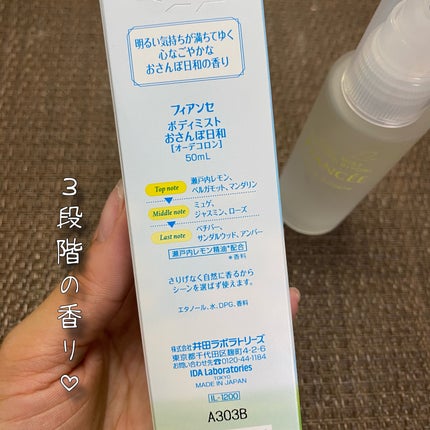 明るい気持ちが満ちてゆく
心なごやかな
おさんぽ日和の香り
フィアンセ
ボディミスト
おさんぽ日和
[オーデコロン]
50mL
Top note
瀬戸内レモン、
ベルガモット、マンダリン
Middle note
ミュゲ、
ジャスミン、ローズ
Last note
ベチバー、
サンダルウッド、アンバー
瀬戸内レモン精油*配合
*香料
さりげなく自然に香るから
シーンを選ばず使えます。
エタノール、水、DPG、香料
株式会社 井田ラボラトリーズ
東京都千代田区麹町4-2-6
お問い合わせ先☎0120-44-1184
IDA Laboratories
TOKYO
MADE IN JAPAN
IL-1200
A303B
3段階の香り♡